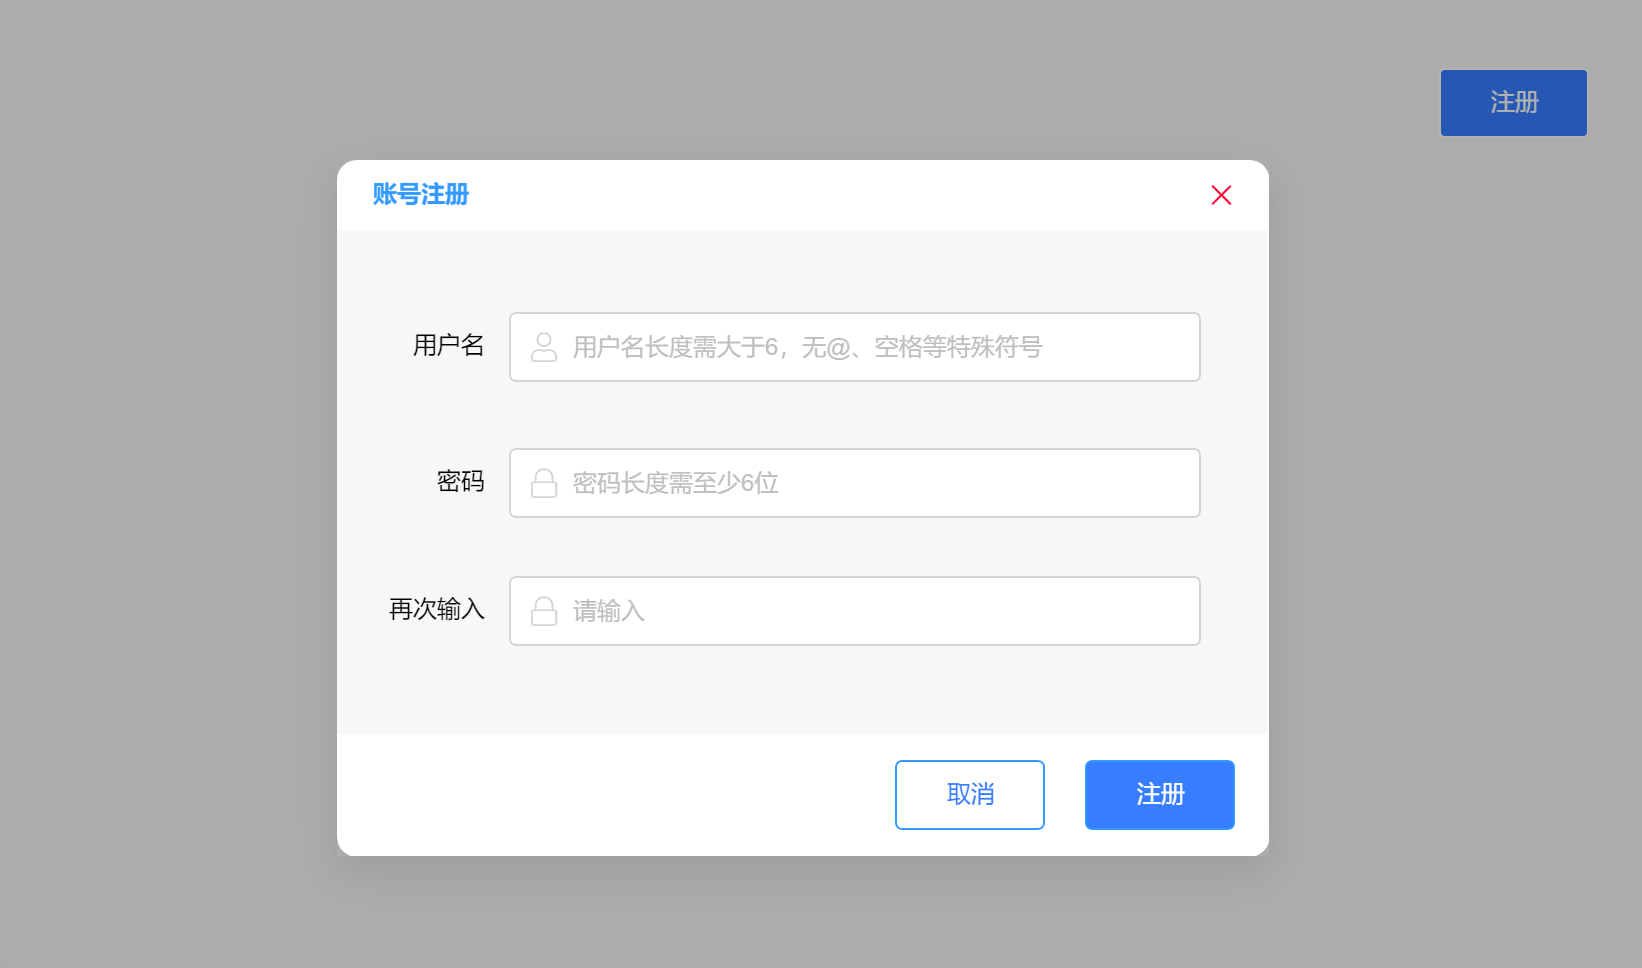 注册
账号注册
用户名
用户名长度需大于6，无@、空格等特殊符号
密码
密码长度需至少6位
再次输入
请输入
取消
注册